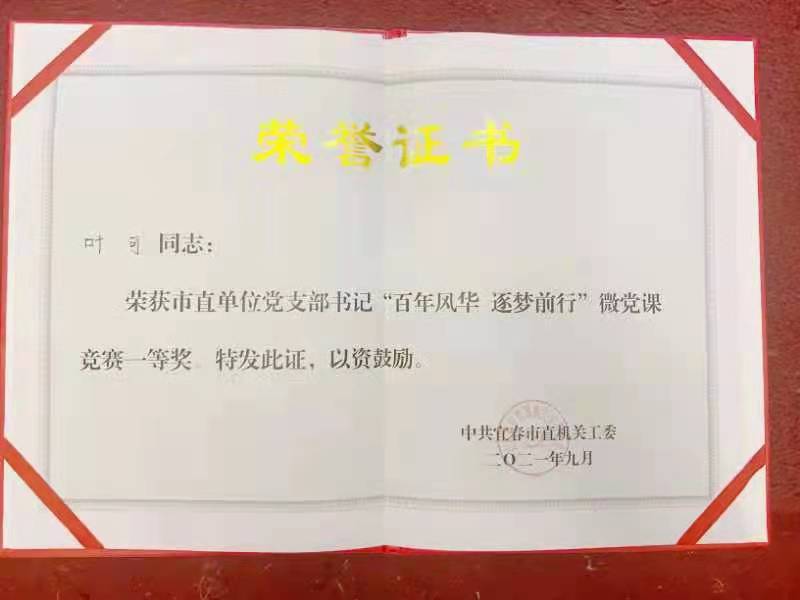 荣誉证书
叶 同志：
荣获市直单位党支部书记“百年风华 逐梦前行”微党课
竞赛一等奖 特发此证，以资鼓励。
中共宜春市直机关工委
二〇二一年九月